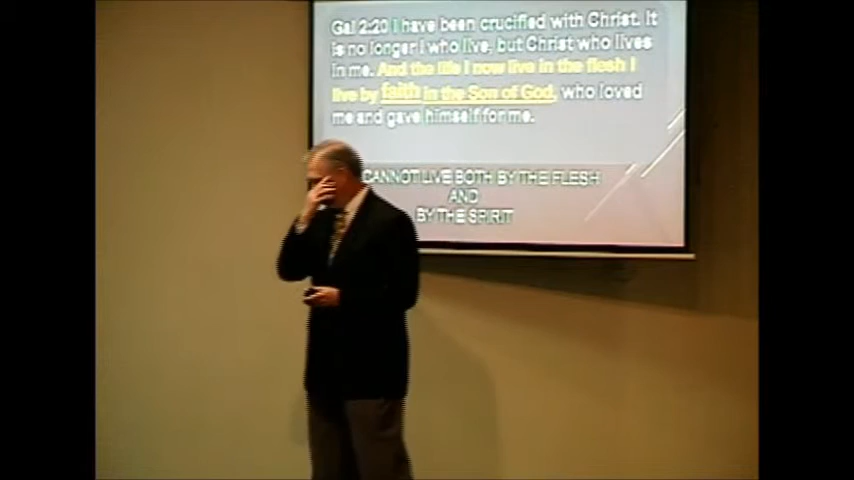 Gal 2:20 I have been crucified with Christ. It
is no longer I who live, but Christ who lives
in me. And the life I now live in the flesh I
live by faith in the Son of God, who loved
me and gave himself for me.
CANNOT LIVE BOTH BY THE FLESH
AND
BY THE SPIRIT